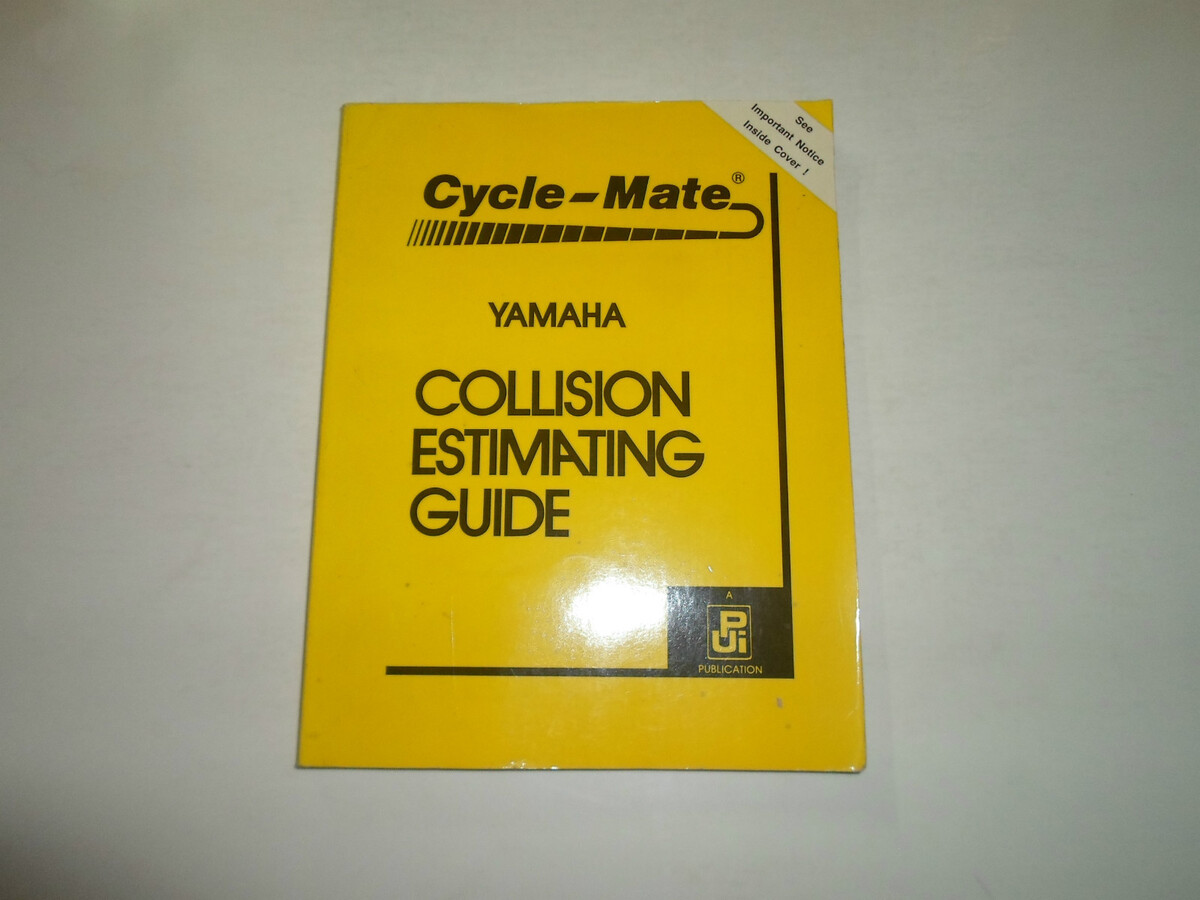 See
Important Notice
Inside Cover !
Cycle-Mate®
YAMAHA
COLLISION
ESTIMATING
GUIDE
A
PUi
PUBLICATION